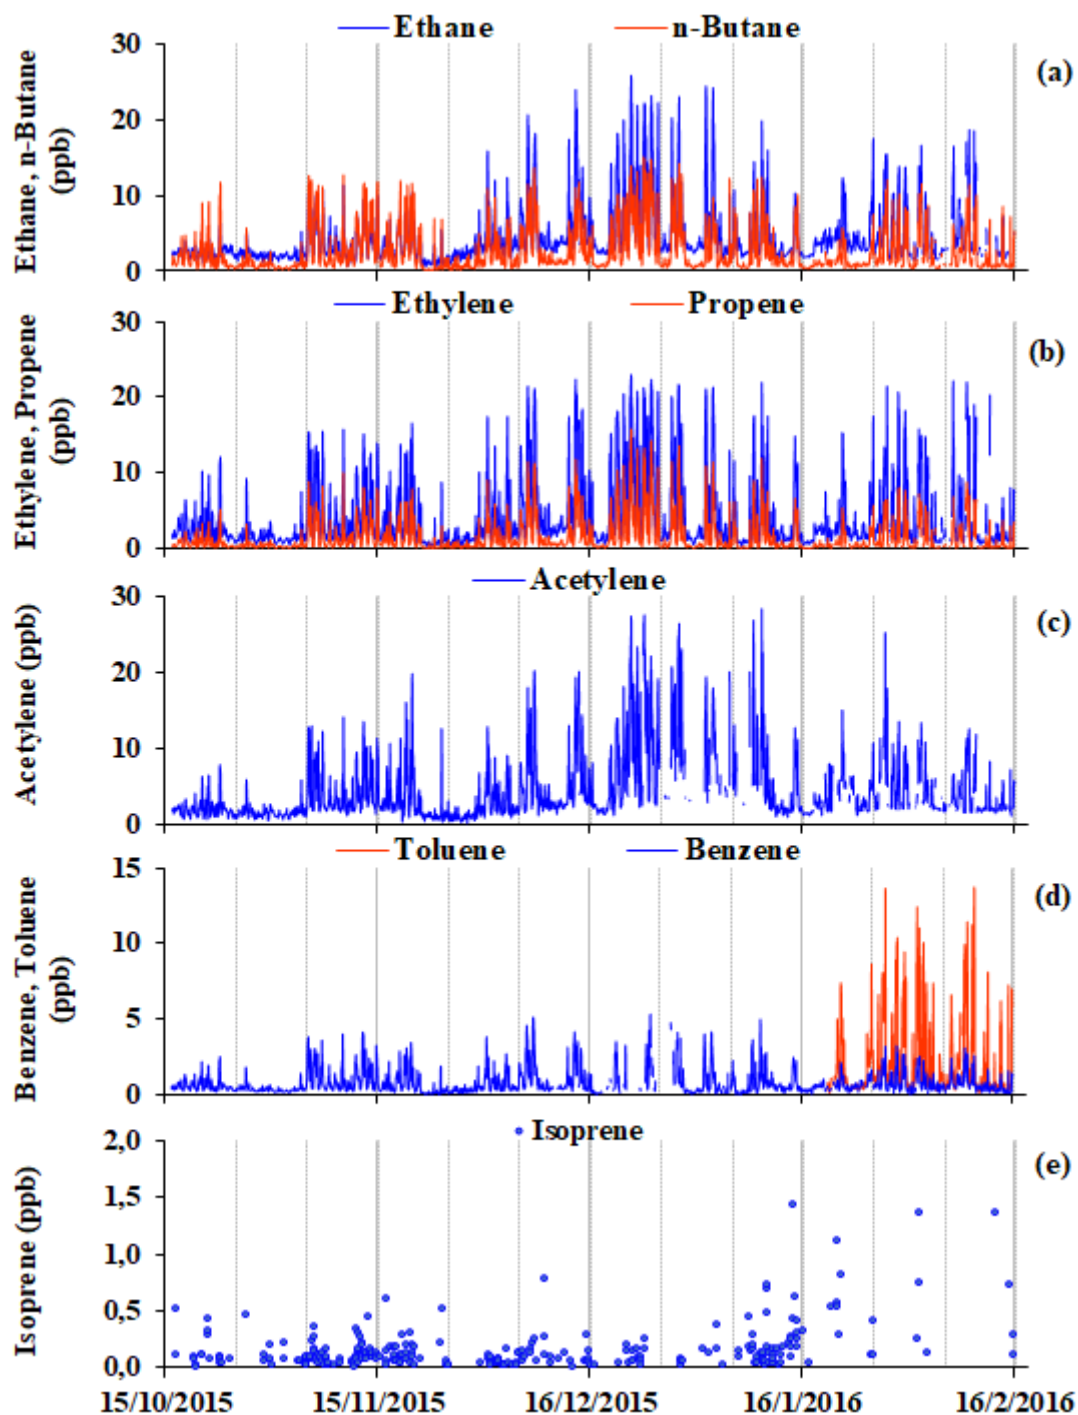 Ethane n-Butane
(a)
Ethane, n-Butane
(ppb)
30
20
10
0
Ethylene Propene
(b)
Ethylene, Propene
(ppb)
30
20
10
0
Acetylene
(c)
Acetylene (ppb)
30
20
10
0
Toluene Benzene
(d)
Benzene, Toluene
(ppb)
15
10
5
0
Isoprene
(e)
Isoprene (ppb)
2,0
1,5
1,0
0,5
0,0
15/10/2015 15/11/2015 16/12/2015 16/1/2016 16/2/2016